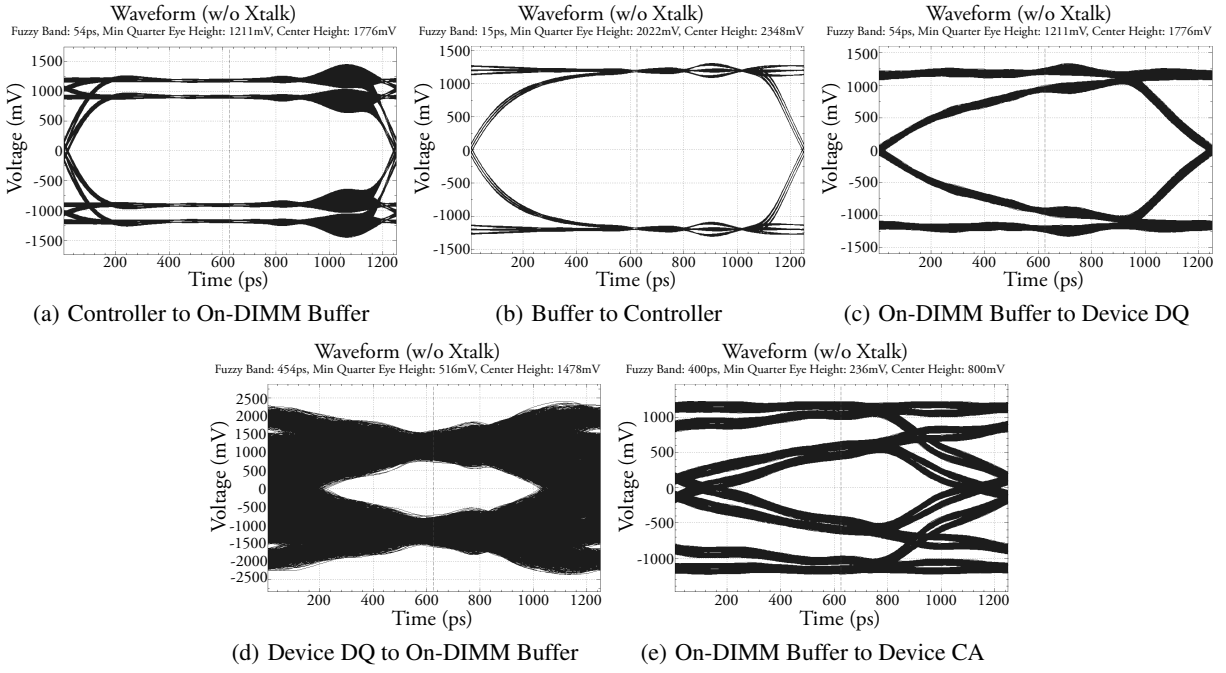 Waveform (w/o Xtalk)
Fuzzy Band: 54ps, Min Quarter Eye Height: 1211mV, Center Height: 1776mV
1500
1000
500
0
-500
-1000
-1500
Voltage (mV)
200 400 600 800 1000 1200
Time (ps)
(a) Controller to On-DIMM Buffer
Waveform (w/o Xtalk)
Fuzzy Band: 15ps, Min Quarter Eye Height: 2022mV, Center Height: 2348mV
1500
1000
500
0
-500
-1000
-1500
Voltage (mV)
200 400 600 800 1000 1200
Time (ps)
(b) Buffer to Controller
Waveform (w/o Xtalk)
Fuzzy Band: 54ps, Min Quarter Eye Height: 1211mV, Center Height: 1776mV
1500
1000
500
0
-500
-1000
-1500
Voltage (mV)
200 400 600 800 1000 1200
Time (ps)
(c) On-DIMM Buffer to Device DQ
Waveform (w/o Xtalk)
Fuzzy Band: 454ps, Min Quarter Eye Height: 516mV, Center Height: 1478mV
2500
2000
1500
1000
500
0
-500
-1000
-1500
-2000
-2500
Voltage (mV)
200 400 600 800 1000 1200
Time (ps)
(d) Device DQ to On-DIMM Buffer
Waveform (w/o Xtalk)
Fuzzy Band: 400ps, Min Quarter Eye Height: 236mV, Center Height: 800mV
1000
500
0
-500
-1000
Voltage (mV)
200 400 600 800 1000 1200
Time (ps)
(e) On-DIMM Buffer to Device CA